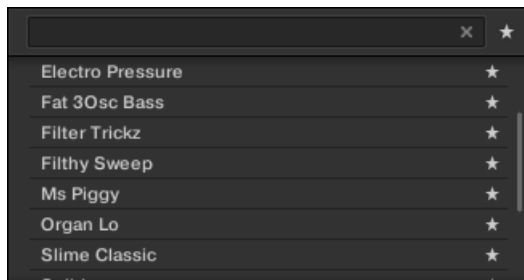 Electro Pressure
Fat 3Osc Bass
Filter Trickz
Filthy Sweep
Ms Piggy
Organ Lo
Slime Classic